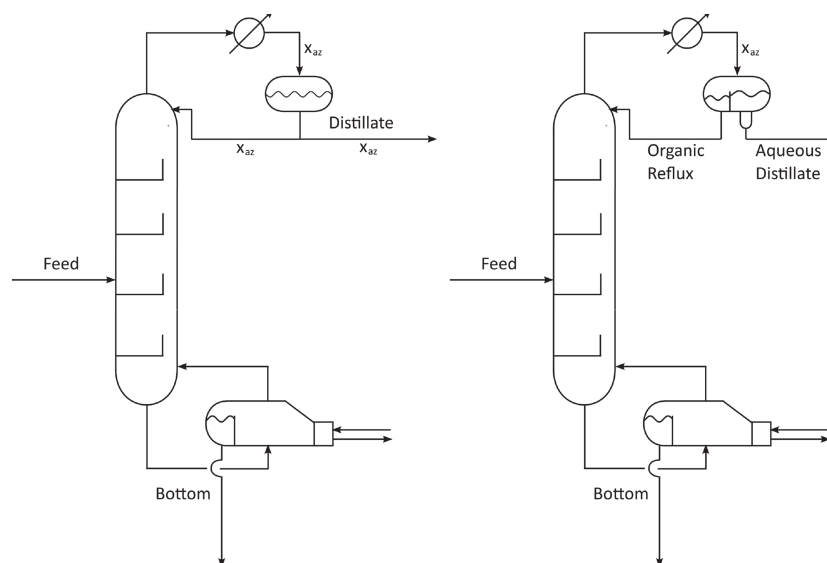 x_az
Distillate
x_az
x_az
Feed
Bottom
x_az
Organic
Reflux
Aqueous
Distillate
Feed
Bottom